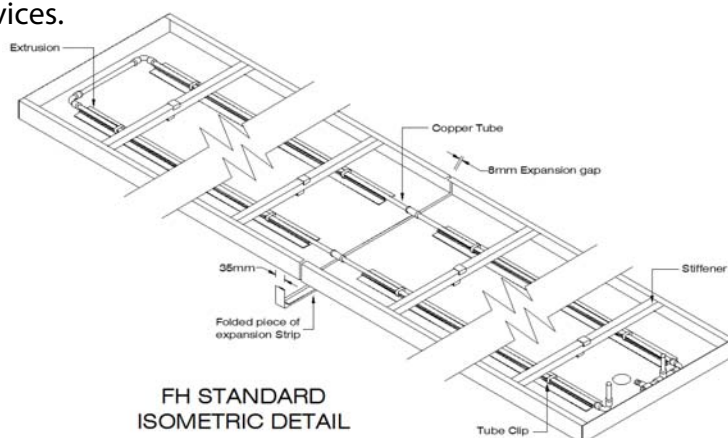 vices.
Extrusion
Copper Tube
8mm Expansion gap
35mm
Stiffener
Folded piece of
expansion Strip
FH STANDARD
ISOMETRIC DETAIL
Tube Clip